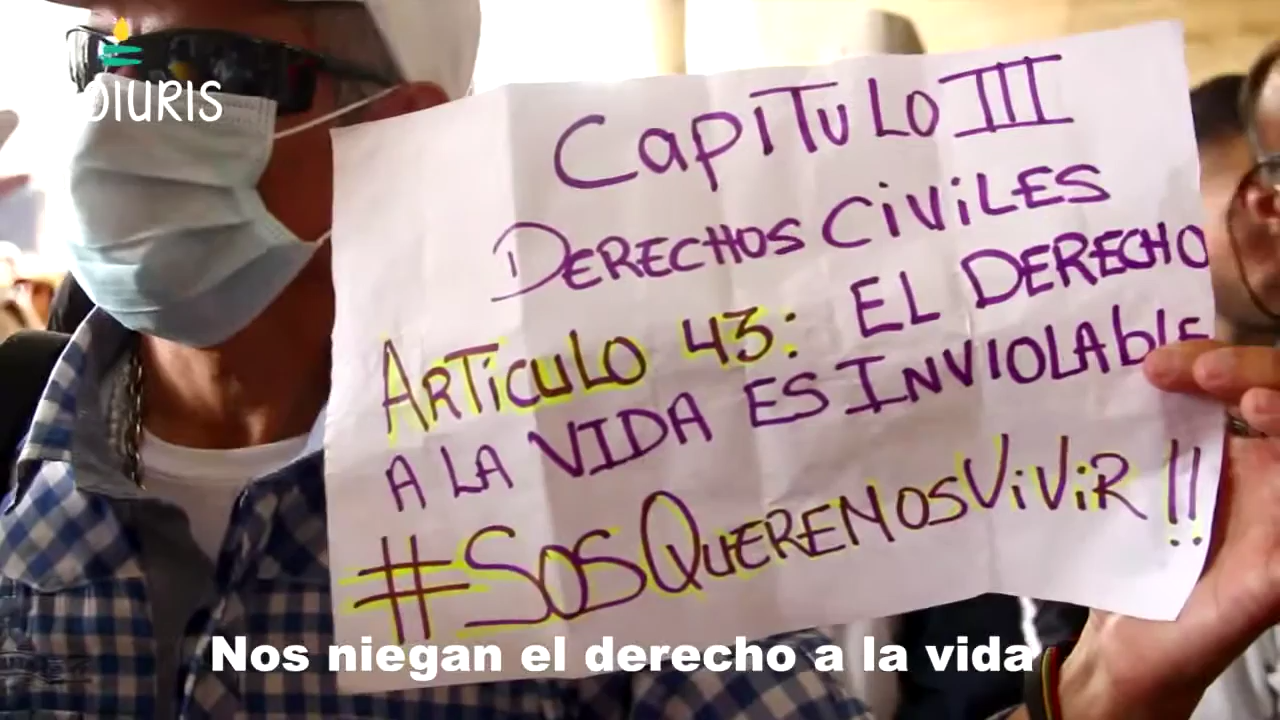 DIURIS
CapITuLo III
DERECHOS CiViLES
ARTíCULO 43: EL DERECHO
A LA VIDA ES INVIOLAbLE
#SOSQUEREMOSViViR!!
Nos niegan el derecho a la vida